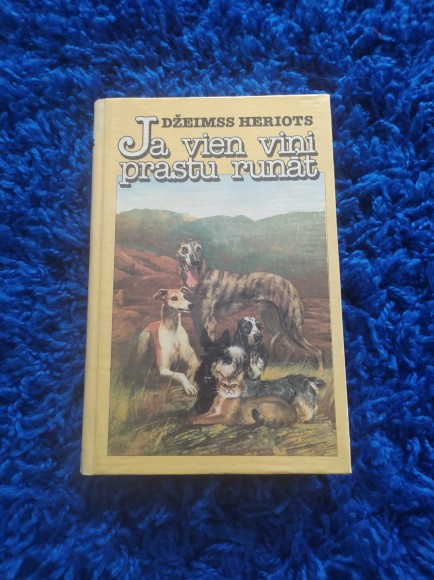 DŽEIMSS HERIOTS
Ja vien viņi
prastu runāt